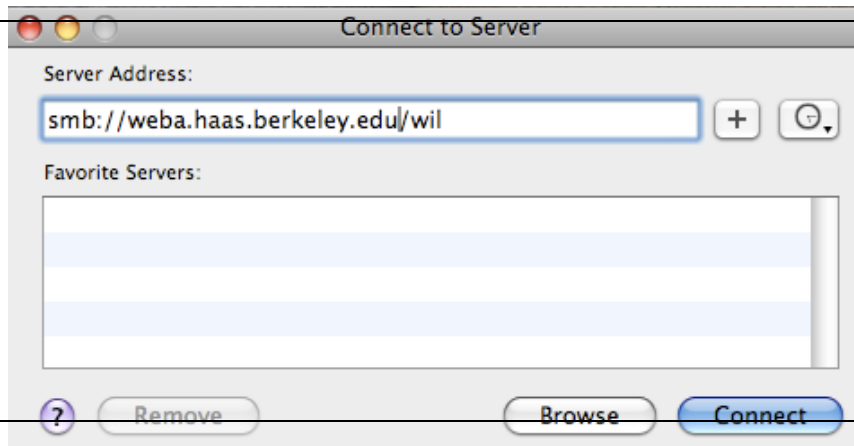 Connect to Server
Server Address:
smb://weba.haas.berkeley.edu/wil
+
Favorite Servers:
? Remove Browse Connect